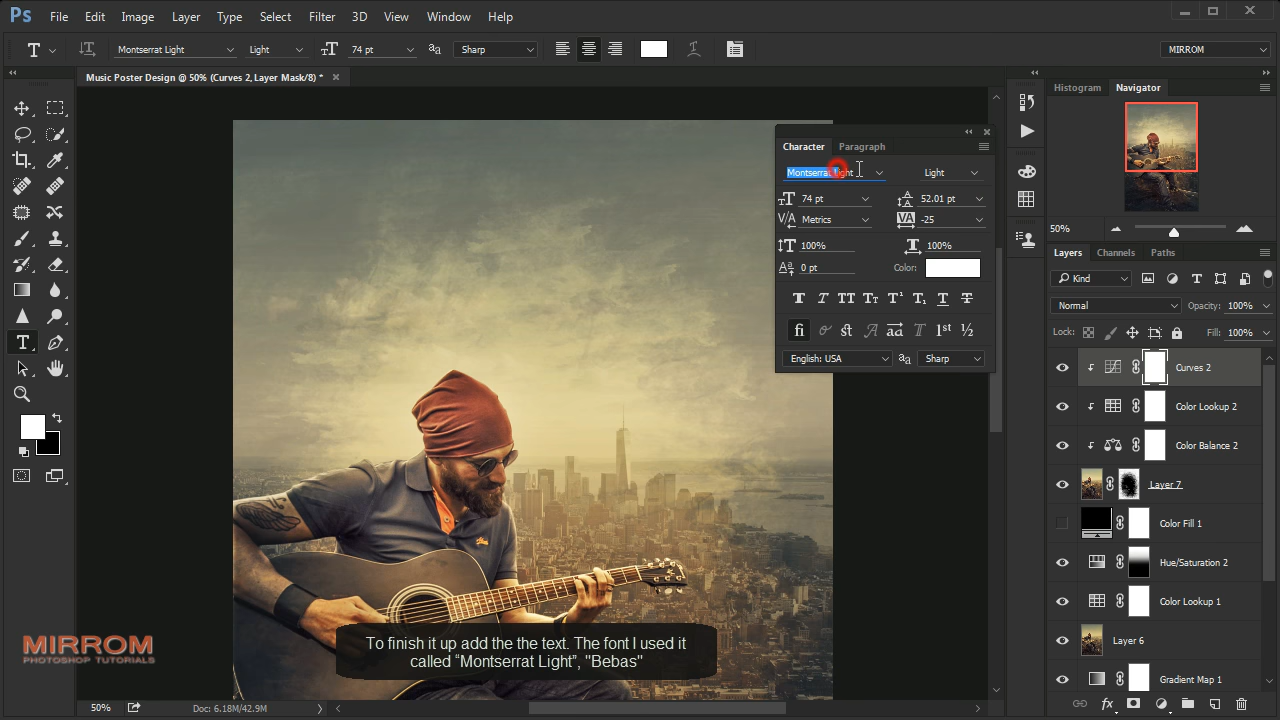 Ps File Edit Image Layer Type Select Filter 3D View Window Help
T Montserrat Light Light 74 pt Sharp MIRROM
Music Poster Design @ 50% (Curves 2, Layer Mask/8) *
Histogram Navigator
Character Paragraph
Montserrat Light Light
74 pt 52.01 pt
Metrics -25
100% 100%
0 pt Color:
English: USA Sharp
50%
Layers Channels Paths
Kind
Normal Opacity: 100%
Lock: Fill: 100%
Curves 2
Color Lookup 2
Color Balance 2
Layer 7
Color Fill 1
Hue/Saturation 2
Color Lookup 1
Layer 6
Gradient Map 1
MIRROM
PHOTOSHOP TUTORIALS
To finish it up add the the text. The font I used it
called “Montserrat Light”, "Bebas"
50% Doc: 6.18M/42.9M